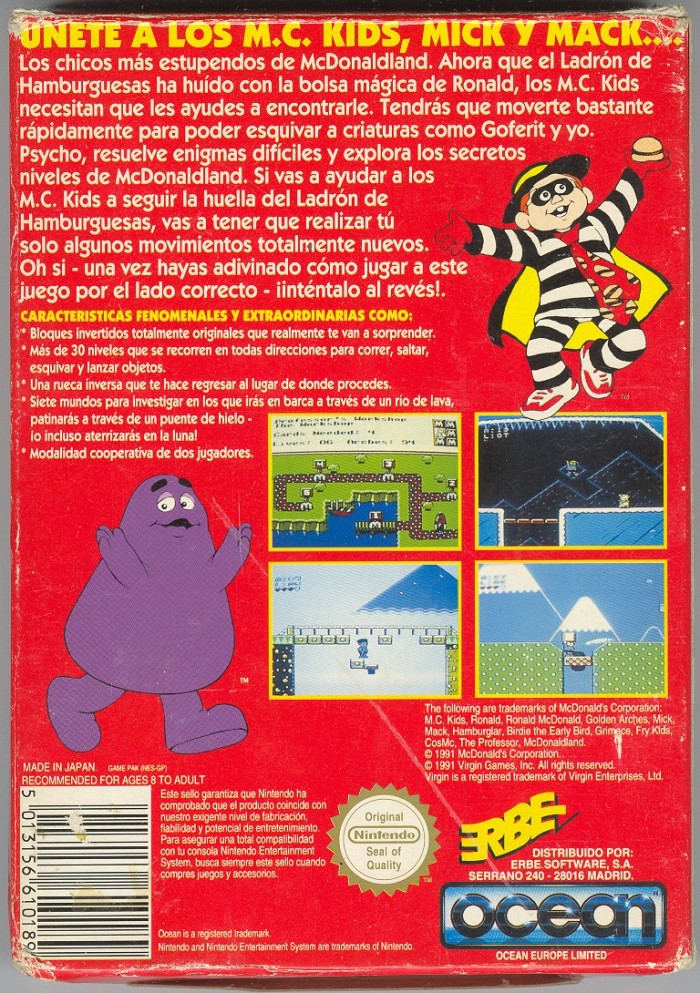 ÚNETE A LOS M.C. KIDS, MICK Y MACK....
Los chicos más estupendos de McDonaldland. Ahora que el Ladrón de
Hamburguesas ha huído con la bolsa mágica de Ronald, los M.C. Kids
necesitan que les ayudes a encontrarle. Tendrás que moverte bastante
rápidamente para poder esquivar a criaturas como Goferit y yo.
Psycho, resuelve enigmas difíciles y explora los secretos
niveles de McDonaldland. Si vas a ayudar a los
M.C. Kids a seguir la huella del Ladrón de
Hamburguesas, vas a tener que realizar tú
solo algunos movimientos totalmente nuevos.
Oh si - una vez hayas adivinado cómo jugar a este
juego por el lado correcto - ¡inténtalo al revés!.
CARACTERISTICAS FENOMENALES Y EXTRAORDINARIAS COMO:
* Bloques invertidos totalmente originales que realmente te van a sorprender.
* Más de 30 niveles que se recorren en todas direcciones para correr, saltar,
esquivar y lanzar objetos.
* Una rueca inversa que te hace regresar al lugar de donde procedes.
* Siete mundos para investigar en los que irás en barca a través de un rio de lava,
patinarás a través de un puente de hielo -
¡o incluso aterrizarás en la luna!
* Modalidad cooperativa de dos jugadores.
TM
Professor's Workshop
The Workshop
Cards Needed: 4
Lives: 06 Arches: 94
TM
The following are trademarks of McDonald's Corporation:
M.C. Kids, Ronald, Ronald McDonald, Golden Arches, Mick,
Mack, Hamburglar, Birdie the Early Bird, Grimace, Fry Kids,
CosMc, The Professor, McDonaldland.
© 1991 McDonald's Corporation.
© 1991 Virgin Games, Inc. All rights reserved.
Virgin is a registered trademark of Virgin Enterprises, Ltd.
MADE IN JAPAN. GAME PAK (NES-GP)
RECOMMENDED FOR AGES 8 TO ADULT
5 013156 610189
Este sello garantiza que Nintendo ha
comprobado que el producto coincide con
nuestro exigente nivel de fabricación,
fiabilidad y potencial de entretenimiento.
Para asegurar una total compatibilidad
con tu consola Nintendo Entertainment
System, busca siempre este sello cuando
compres juegos y accesorios.
Original
Nintendo
Seal of
Quality
TM
ERBE
DISTRIBUIDO POR:
ERBE SOFTWARE, S.A.
SERRANO 240 - 28016 MADRID.
ocean
OCEAN EUROPE LIMITED
Ocean is a registered trademark.
Nintendo and Nintendo Entertainment System are trademarks of Nintendo.